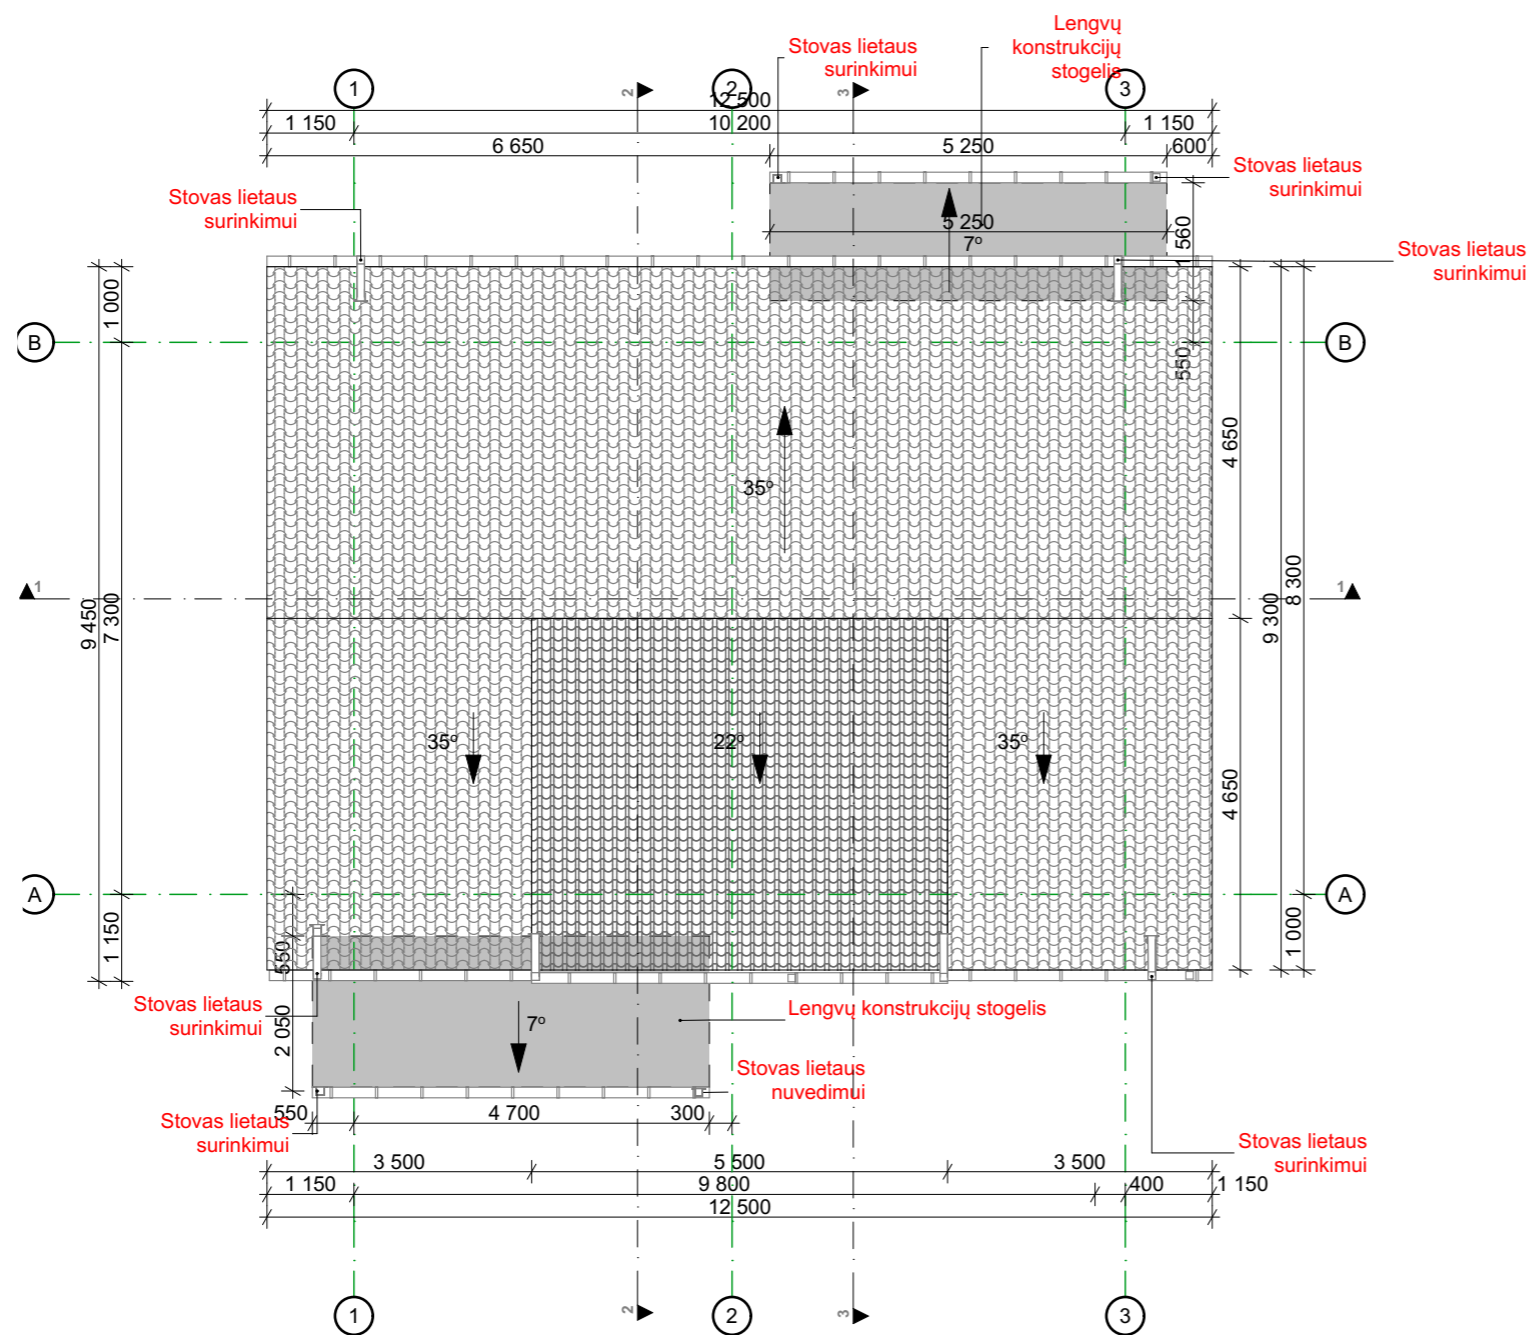 Lengvų
konstrukcijų
stogelis
Stovas lietaus
surinkimui
1
2
2
3
3
12 500
1 150
10 200
1 150
6 650
5 250
600
Stovas lietaus
surinkimui
Stovas lietaus
surinkimui
5 250
7º
1 560
Stovas lietaus
surinkimui
1 000
B
B
550
4 650
35º
1
1
9 450
7 300
9 300
8 300
35º
22º
35º
4 650
A
A
1 150
550
1 000
2 050
Stovas lietaus
surinkimui
7º
Lengvų konstrukcijų stogelis
Stovas lietaus
nuvedimui
550
4 700
300
Stovas lietaus
surinkimui
Stovas lietaus
surinkimui
3 500
5 500
3 500
1 150
9 800
400
1 150
12 500
1
2
2
3
3